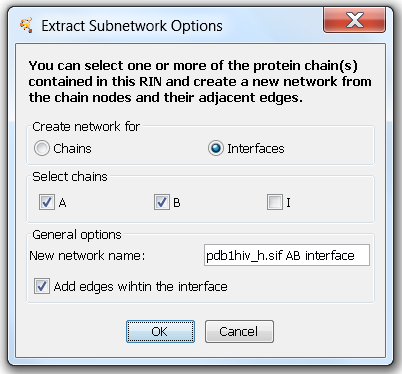 Extract Subnetwork Options
You can select one or more of the protein chain(s)
contained in this RIN and create a new network from
the chain nodes and their adjacent edges.
Create network for
Chains Interfaces
Select chains
A B I
General options
New network name: pdb1hiv_h.sif AB interface
Add edges wihtin the interface
OK Cancel